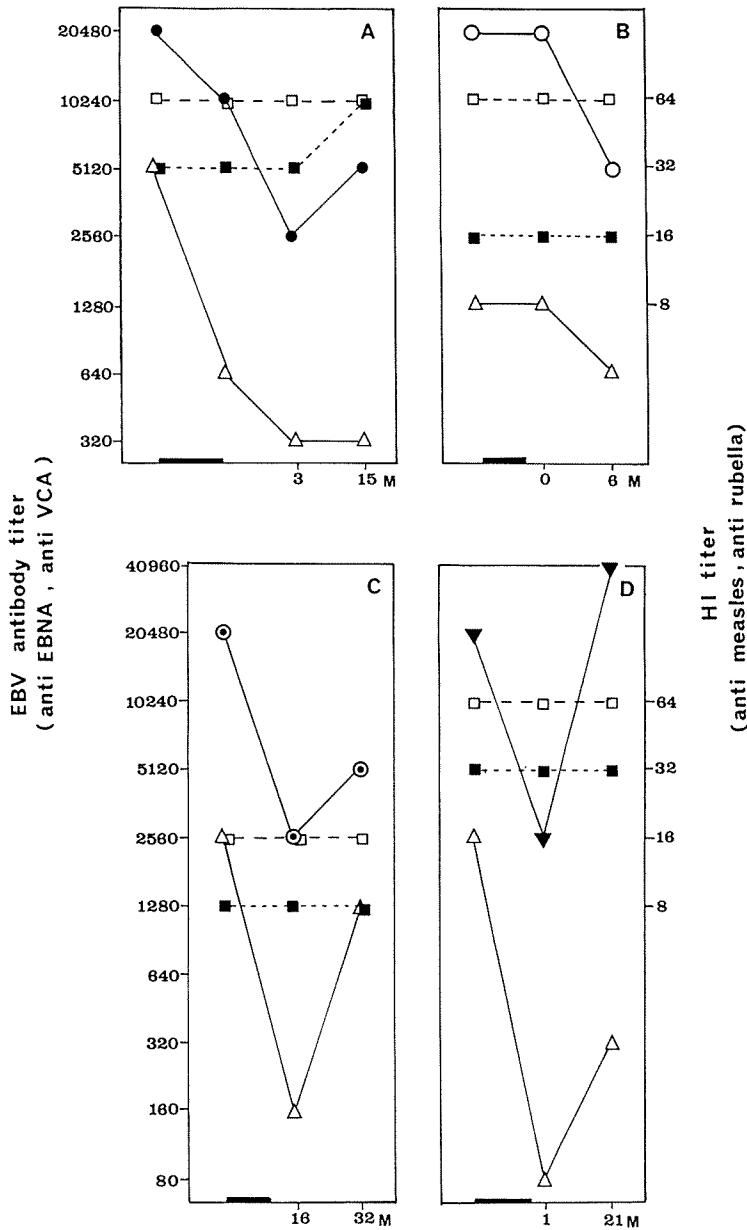 A
20480
10240
5120
2560
1280
640
320
3 15 M
B
64
32
16
8
0 6 M
EBV antibody titer
(anti EBNA, anti VCA)
HI titer
(anti measles, anti rubella)
C
40960
20480
10240
5120
2560
1280
640
320
160
80
16 32 M
D
64
32
16
8
1 21 M